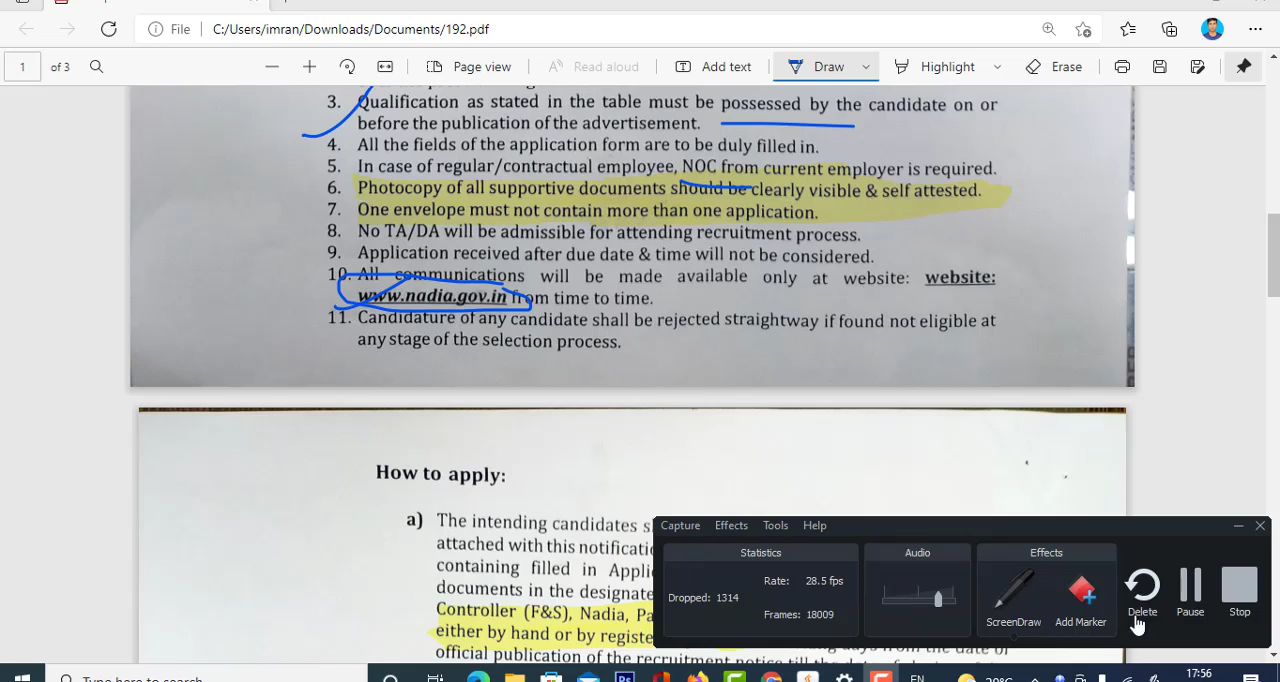 File C:/Users/imran/Downloads/Documents/192.pdf
1 of 3 Page view Read aloud Add text Draw Highlight Erase
3. Qualification as stated in the table must be possessed by the candidate on or
before the publication of the advertisement.
4. All the fields of the application form are to be duly filled in.
5. In case of regular/contractual employee, NOC from current employer is required.
6. Photocopy of all supportive documents should be clearly visible & self attested.
7. One envelope must not contain more than one application.
8. No TA/DA will be admissible for attending recruitment process.
9. Application received after due date & time will not be considered.
10. All communications will be made available only at website: website:
www.nadia.gov.in from time to time.
11. Candidature of any candidate shall be rejected straightway if found not eligible at
any stage of the selection process.
How to apply:
a) The intending candidates s
attached with this notificati
containing filled in Appli
documents in the designate
Controller (F&S), Nadia, Pa
either by hand or by registe
official publication of the recruitment notice till the
Capture Effects Tools Help
Statistics Audio Effects
Rate: 28.5 fps
Dropped: 1314
Frames: 18009
ScreenDraw Add Marker Delete Pause Stop
Type here to search
Ps
EN
17:56